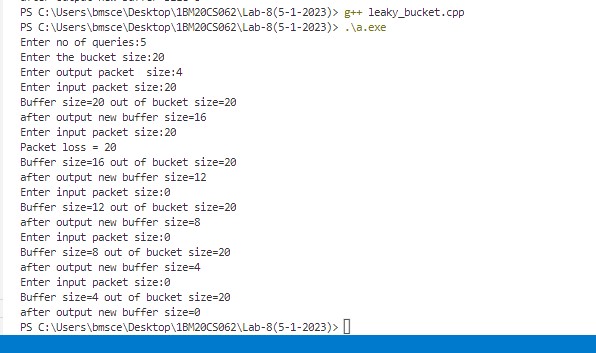 PS C:\Users\bmsce\Desktop\1BM20CS062\Lab-8(5-1-2023)> g++ leaky_bucket.cpp
PS C:\Users\bmsce\Desktop\1BM20CS062\Lab-8(5-1-2023)> .\a.exe
Enter no of queries:5
Enter the bucket size:20
Enter output packet  size:4
Enter input packet size:20
Buffer size=20 out of bucket size=20
after output new buffer size=16
Enter input packet size:20
Packet loss = 20
Buffer size=16 out of bucket size=20
after output new buffer size=12
Enter input packet size:0
Buffer size=12 out of bucket size=20
after output new buffer size=8
Enter input packet size:0
Buffer size=8 out of bucket size=20
after output new buffer size=4
Enter input packet size:0
Buffer size=4 out of bucket size=20
after output new buffer size=0
PS C:\Users\bmsce\Desktop\1BM20CS062\Lab-8(5-1-2023)>